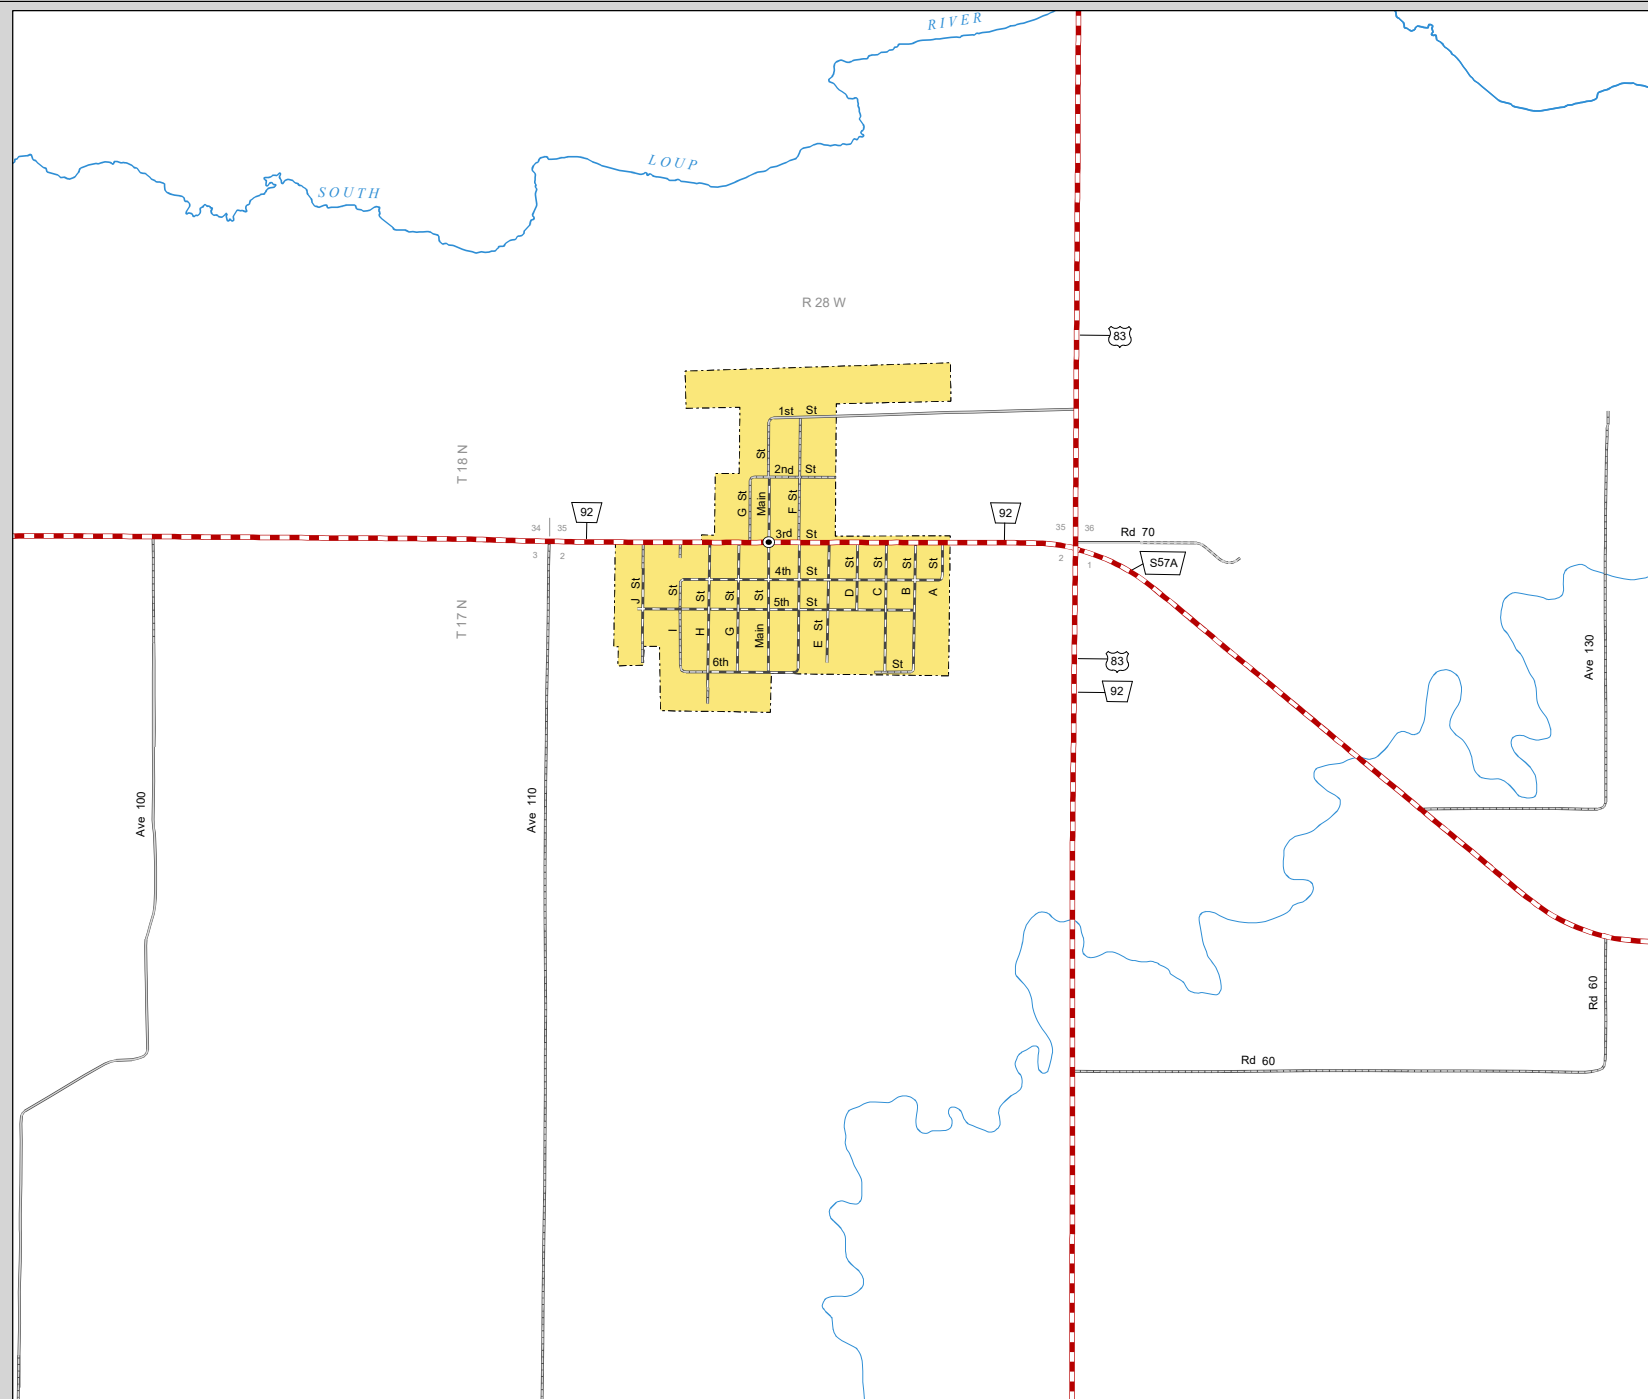 RIVER
LOUP
SOUTH
R 28 W
83
1st St
T 18 N
St
2nd St
G St
Main
F St
92
92
34 35
3 2
3rd St
35 36
2 1
Rd 70
S57A
4th St
J St
St
St
St
St
St
St
St
St
5th St
D
C
B
A
T 17 N
I
H
G
Main
E St
6th
St
83
92
Ave 130
Ave 100
Ave 110
Rd 60
Rd 60